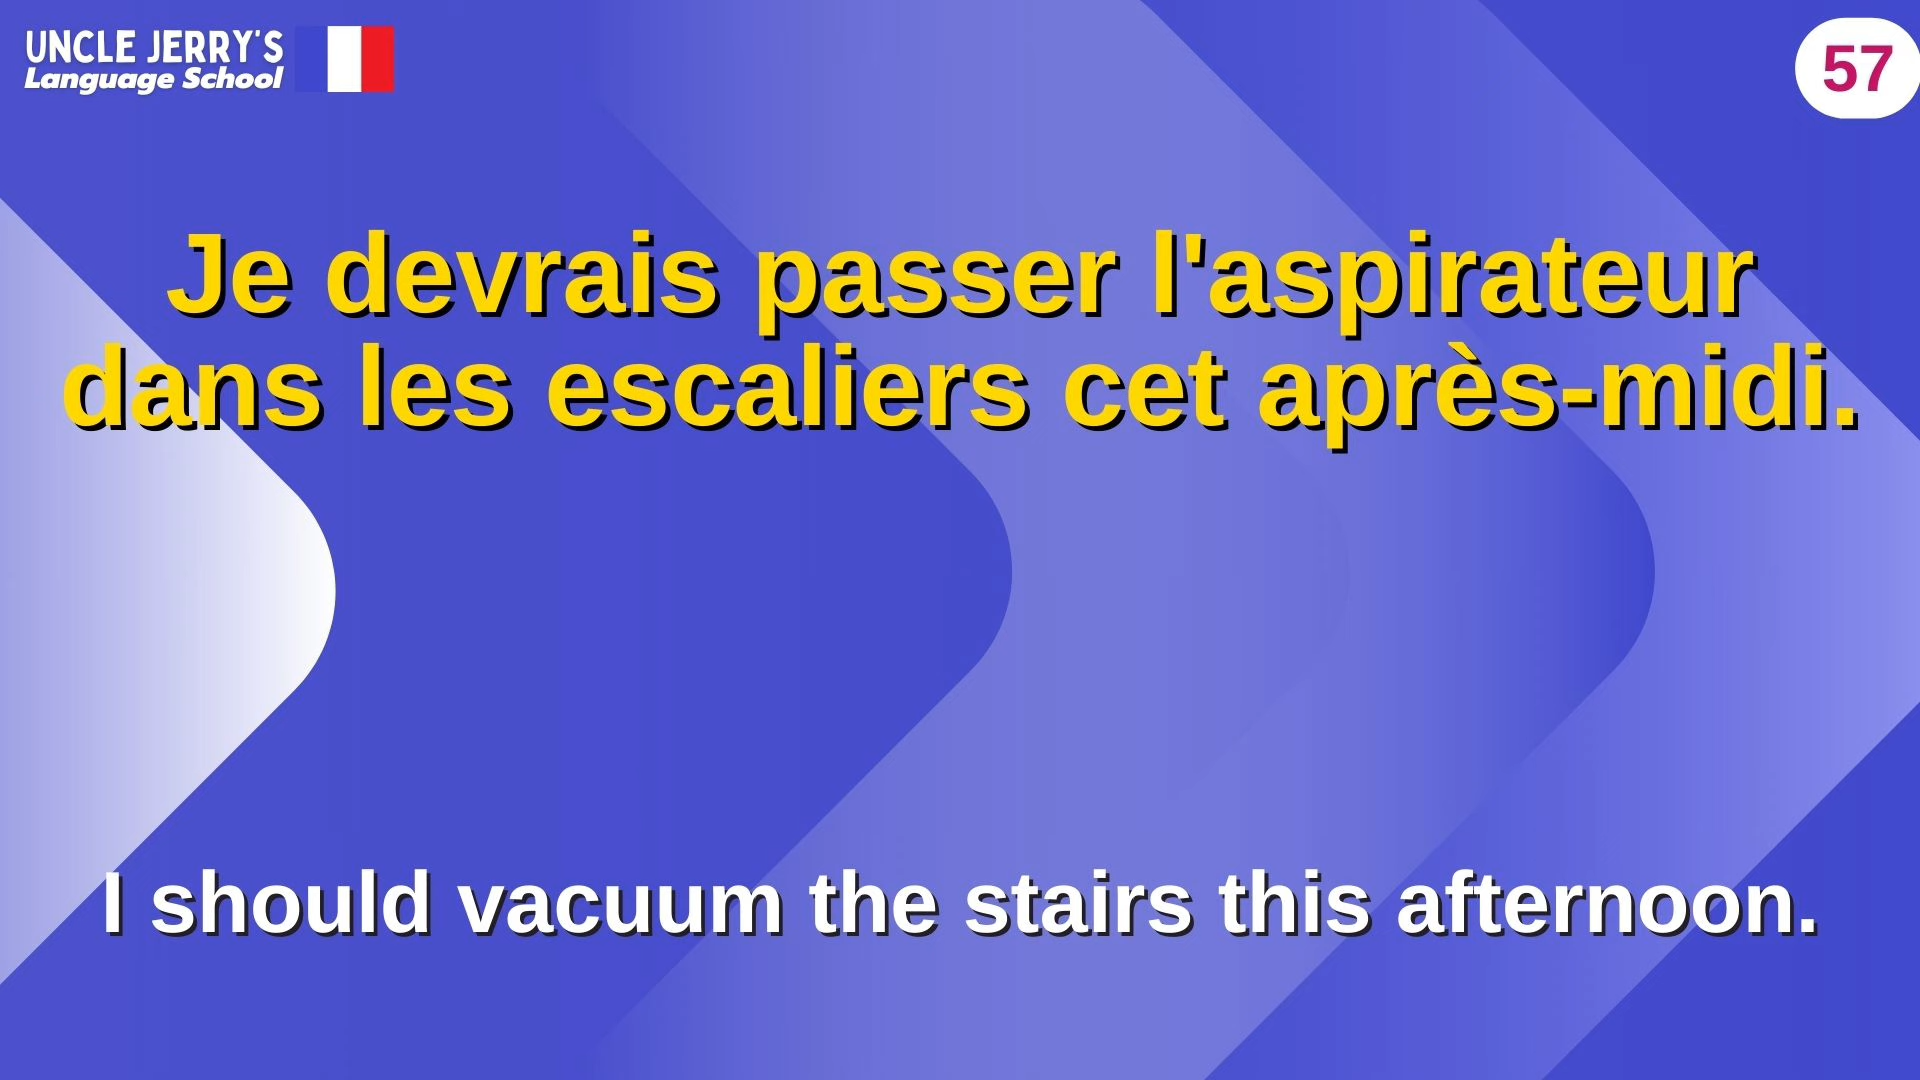 UNCLE JERRY'S
Language School
57
Je devrais passer l'aspirateur
dans les escaliers cet après-midi.
I should vacuum the stairs this afternoon.